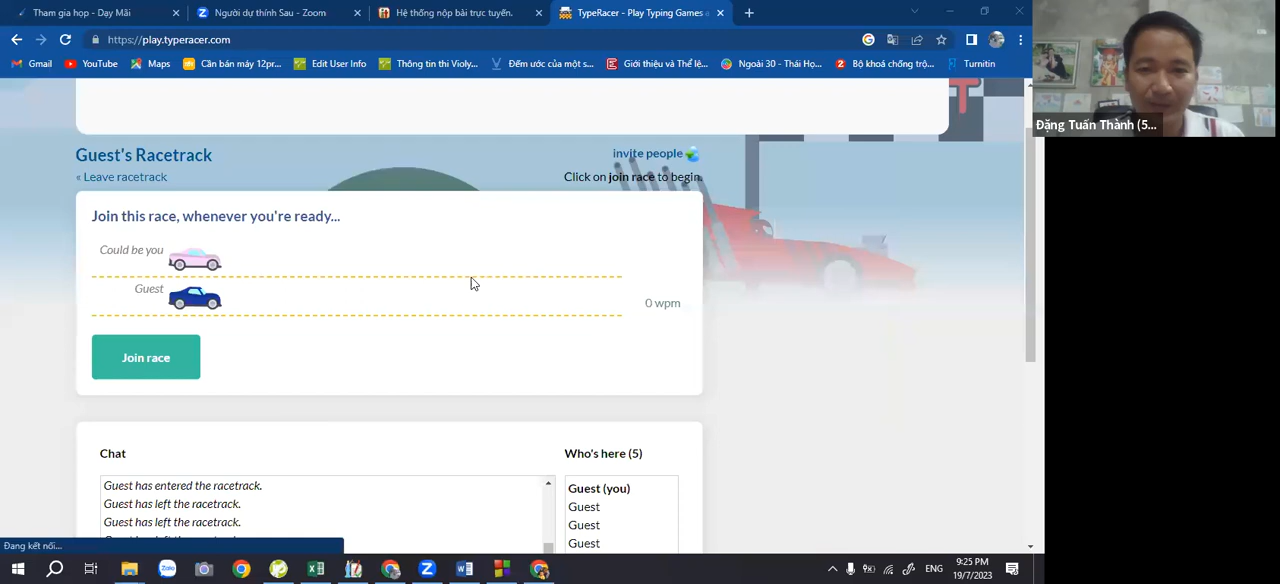 Tham gia họp - Dạy Mãi
Người dự thính Sau - Zoom
Hệ thống nộp bài trực tuyến.
TypeRacer - Play Typing Games
https://play.typeracer.com
Gmail
YouTube
Maps
Căn bán máy 12pr...
Edit User Info
Thông tin thi Violy...
Đếm ước của một s...
Giới thiệu và Thể lệ...
Ngoài 30 - Thái Họ...
Bộ khoá chống trộ...
Turnitin
Đặng Tuấn Thành (5...
Guest's Racetrack
invite people
« Leave racetrack
Click on join race to begin.
Join this race, whenever you're ready...
Could be you
Guest
0 wpm
Join race
Chat
Who's here (5)
Guest has entered the racetrack.
Guest has left the racetrack.
Guest has left the racetrack.
Guest (you)
Guest
Guest
Guest
Đang kết nối...
Zalo
ENG
9:25 PM
19/7/2023